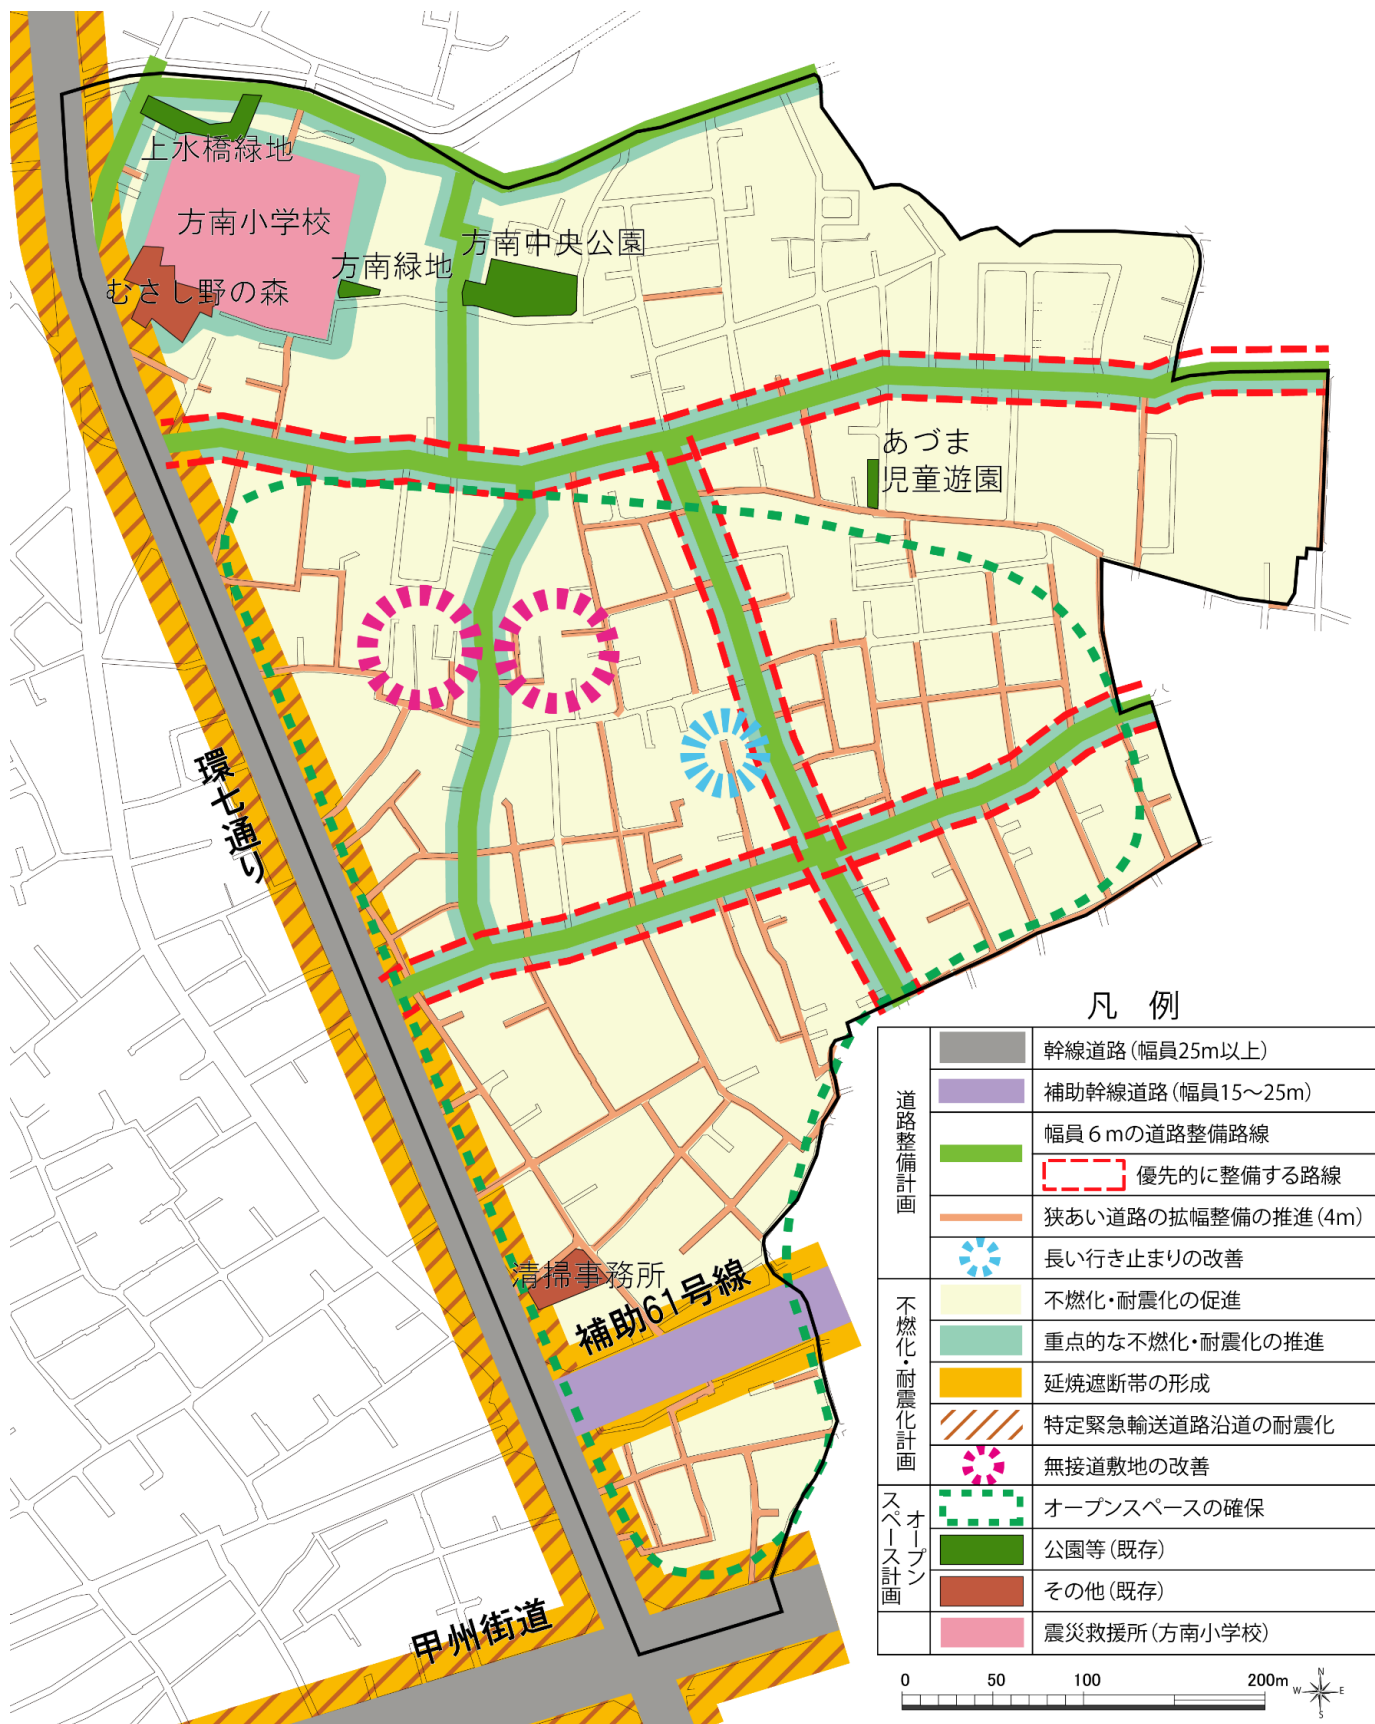 上水橋緑地
方南小学校
方南中央公園
方南緑地
むさし野の森
あづま
児童遊園
環七通り
清掃事務所
補助61号線
甲州街道
凡 例
道路整備計画
幹線道路(幅員25m以上)
補助幹線道路(幅員15～25m)
幅員６ｍの道路整備路線
優先的に整備する路線
狭あい道路の拡幅整備の推進(4m)
長い行き止まりの改善
不燃化・耐震化計画
不燃化・耐震化の促進
重点的な不燃化・耐震化の推進
延焼遮断帯の形成
特定緊急輸送道路沿道の耐震化
無接道敷地の改善
オープン
スペース計画
オープンスペースの確保
公園等(既存)
その他(既存)
震災救援所(方南小学校)
0 50 100 200m
N
W E
S